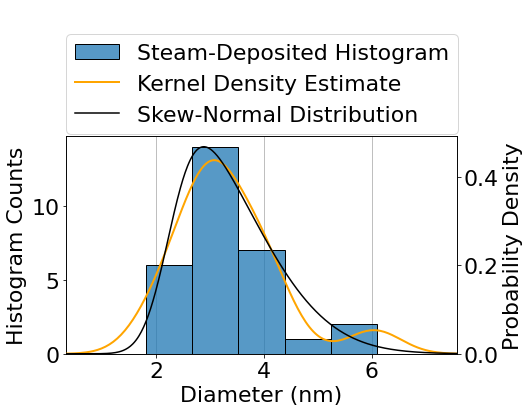 Steam-Deposited Histogram
Kernel Density Estimate
Skew-Normal Distribution
Histogram Counts
10
5
0
Probability Density
0.4
0.2
0.0
2 4 6
Diameter (nm)